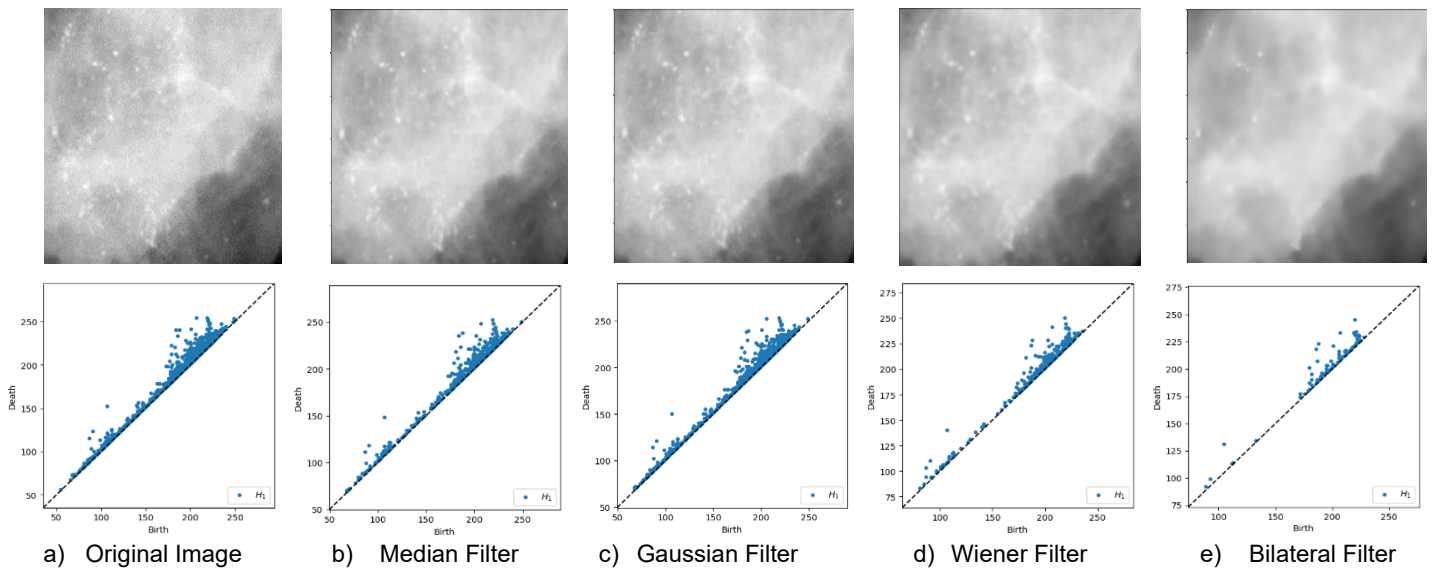 250
200
150
100
50
Death
50
100
150
200
250
Birth
H₁
250
200
150
100
50
Death
50
100
150
200
250
Birth
H₁
250
200
150
100
50
Death
50
100
150
200
250
Birth
H₁
275
250
225
200
175
150
125
100
75
Death
100
150
200
250
Birth
H₁
275
250
225
200
175
150
125
100
75
Death
100
150
200
250
Birth
H₁
a) Original Image
b) Median Filter
c) Gaussian Filter
d) Wiener Filter
e) Bilateral Filter